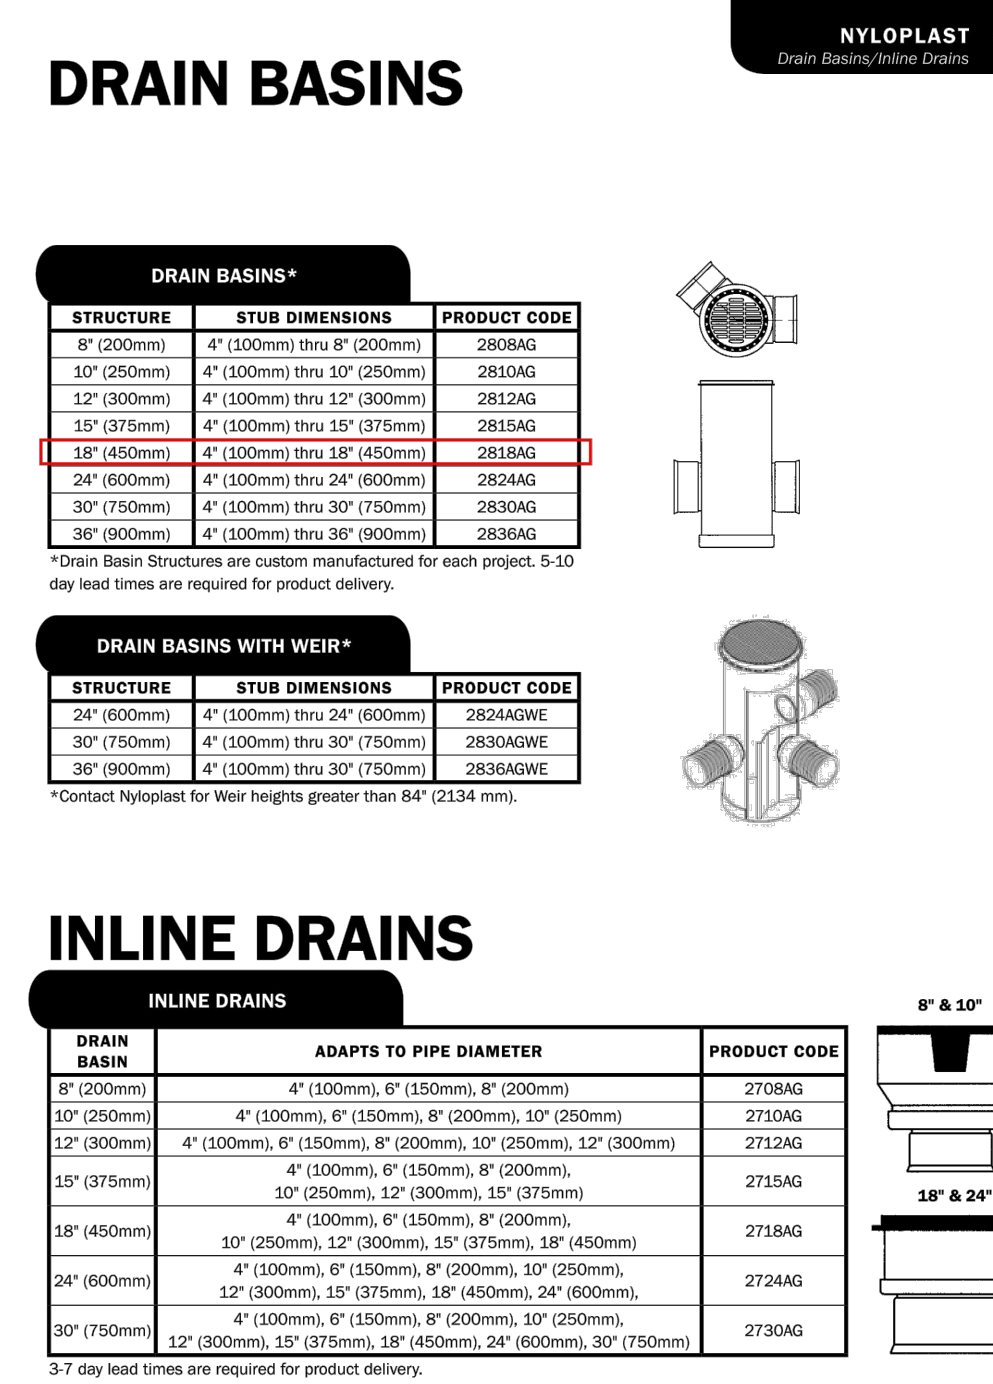 NYLOPLAST
Drain Basins/Inline Drains
DRAIN BASINS
DRAIN BASINS*
STRUCTURE STUB DIMENSIONS PRODUCT CODE
8" (200mm) 4" (100mm) thru 8" (200mm) 2808AG
10" (250mm) 4" (100mm) thru 10" (250mm) 2810AG
12" (300mm) 4" (100mm) thru 12" (300mm) 2812AG
15" (375mm) 4" (100mm) thru 15" (375mm) 2815AG
18" (450mm) 4" (100mm) thru 18" (450mm) 2818AG
24" (600mm) 4" (100mm) thru 24" (600mm) 2824AG
30" (750mm) 4" (100mm) thru 30" (750mm) 2830AG
36" (900mm) 4" (100mm) thru 36" (900mm) 2836AG
*Drain Basin Structures are custom manufactured for each project. 5-10
day lead times are required for product delivery.
DRAIN BASINS WITH WEIR*
STRUCTURE STUB DIMENSIONS PRODUCT CODE
24" (600mm) 4" (100mm) thru 24" (600mm) 2824AGWE
30" (750mm) 4" (100mm) thru 30" (750mm) 2830AGWE
36" (900mm) 4" (100mm) thru 30" (750mm) 2836AGWE
*Contact Nyloplast for Weir heights greater than 84" (2134 mm).
INLINE DRAINS
INLINE DRAINS
DRAIN
BASIN
ADAPTS TO PIPE DIAMETER PRODUCT CODE
8" (200mm) 4" (100mm), 6" (150mm), 8" (200mm) 2708AG
10" (250mm) 4" (100mm), 6" (150mm), 8" (200mm), 10" (250mm) 2710AG
12" (300mm) 4" (100mm), 6" (150mm), 8" (200mm), 10" (250mm), 12" (300mm) 2712AG
15" (375mm) 4" (100mm), 6" (150mm), 8" (200mm),
10" (250mm), 12" (300mm), 15" (375mm) 2715AG
18" (450mm) 4" (100mm), 6" (150mm), 8" (200mm),
10" (250mm), 12" (300mm), 15" (375mm), 18" (450mm) 2718AG
24" (600mm) 4" (100mm), 6" (150mm), 8" (200mm), 10" (250mm),
12" (300mm), 15" (375mm), 18" (450mm), 24" (600mm), 2724AG
30" (750mm) 4" (100mm), 6" (150mm), 8" (200mm), 10" (250mm),
12" (300mm), 15" (375mm), 18" (450mm), 24" (600mm), 30" (750mm) 2730AG
3-7 day lead times are required for product delivery.
8" & 10"
18" & 24"